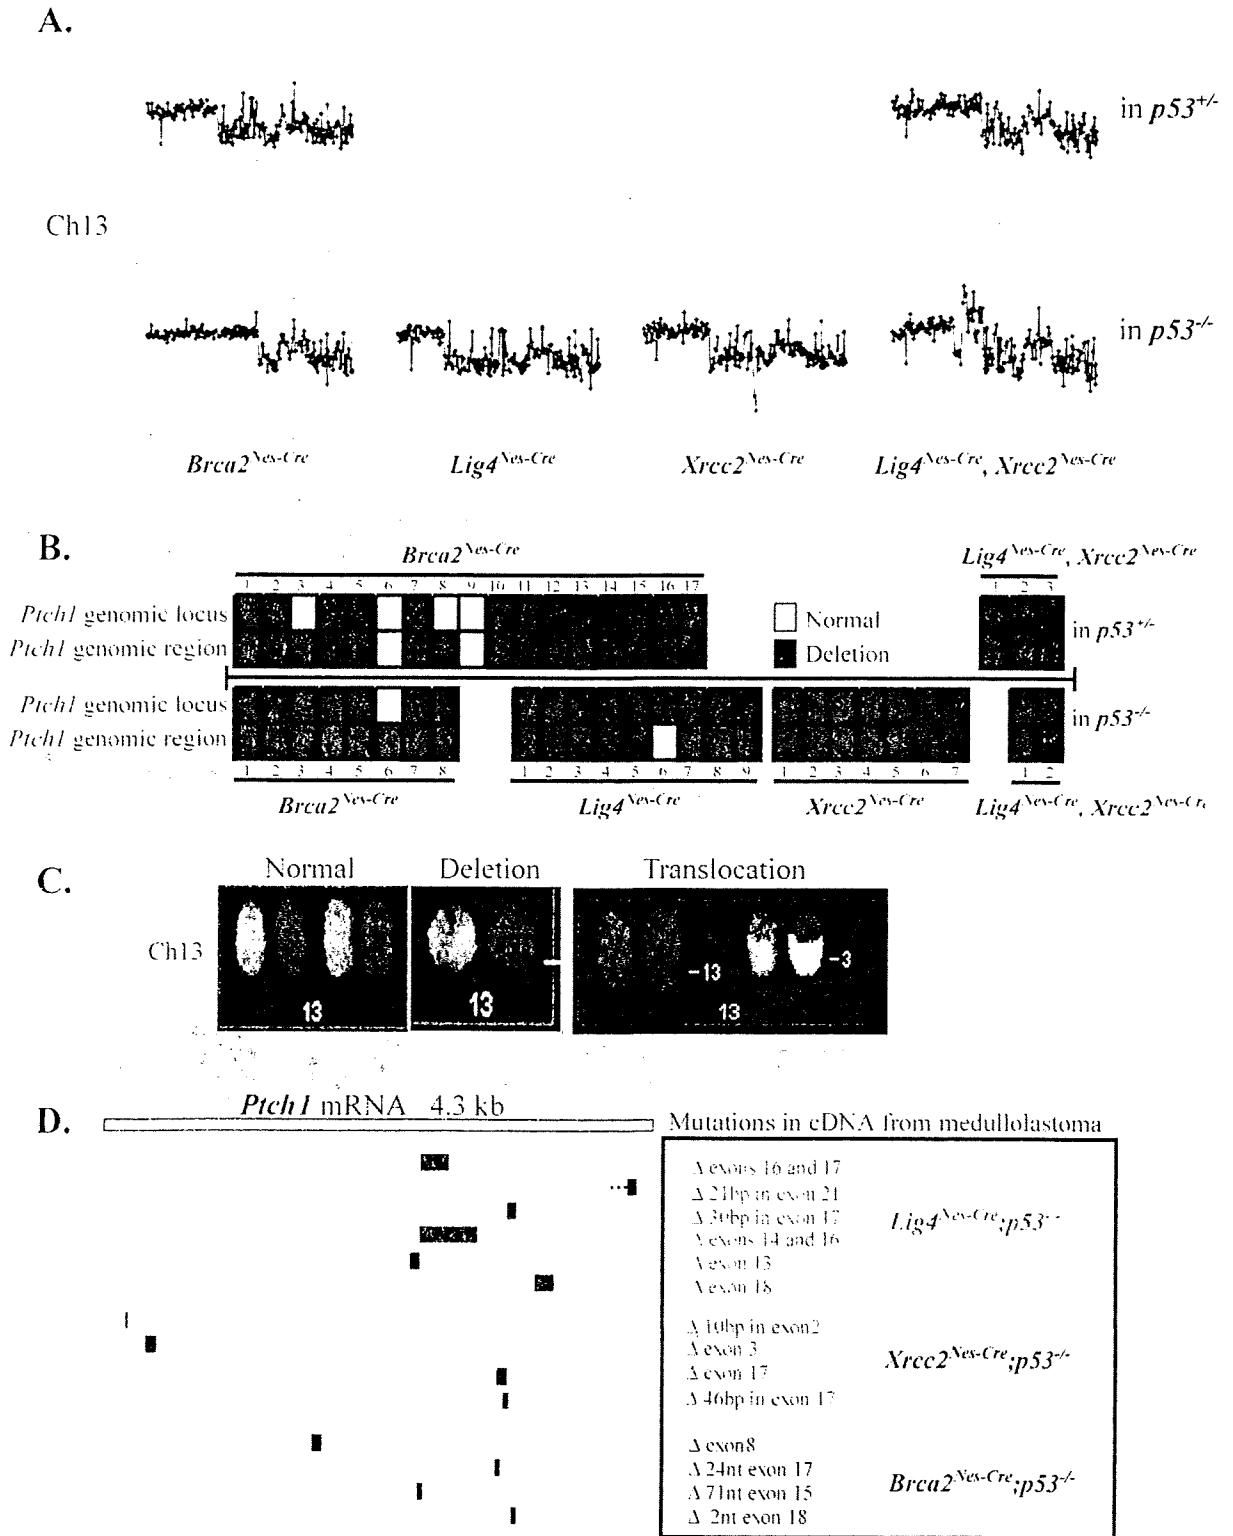 A.
in p53+/-
Ch13
in p53-/-
Brca2Nes-Cre
Lig4Nes-Cre
Xrcc2Nes-Cre
Lig4Nes-Cre, Xrcc2Nes-Cre
B.
Brca2Nes-Cre
Lig4Nes-Cre, Xrcc2Nes-Cre
1 2 3 4 5 6 7 8 9 10 11 12 13 14 15 16 17
1 2 3
Ptch1 genomic locus
Ptch1 genomic region
Normal
Deletion
in p53+/-
Ptch1 genomic locus
Ptch1 genomic region
in p53-/-
1 2 3 4 5 6 7 8
1 2 3 4 5 6 7 8 9
1 2 3 4 5 6 7
1 2
Brca2Nes-Cre
Lig4Nes-Cre
Xrcc2Nes-Cre
Lig4Nes-Cre, Xrcc2Nes-Cre
C.
Normal
Deletion
Translocation
Ch13
13
13
-13
-3
13
D.
Ptch1 mRNA 4.3 kb
Mutations in cDNA from medullolastoma
Δ exons 16 and 17
Δ 21bp in exon 21
Δ 30bp in exon 17
Δ exons 14 and 16
Δ exon 13
Δ exon 18
Lig4Nes-Cre;p53-/-
Δ 10bp in exon2
Δ exon 3
Δ exon 17
Δ 46bp in exon 17
Xrcc2Nes-Cre;p53-/-
Δ exon8
Δ 24nt exon 17
Δ 71nt exon 15
Δ 2nt exon 18
Brca2Nes-Cre;p53-/-